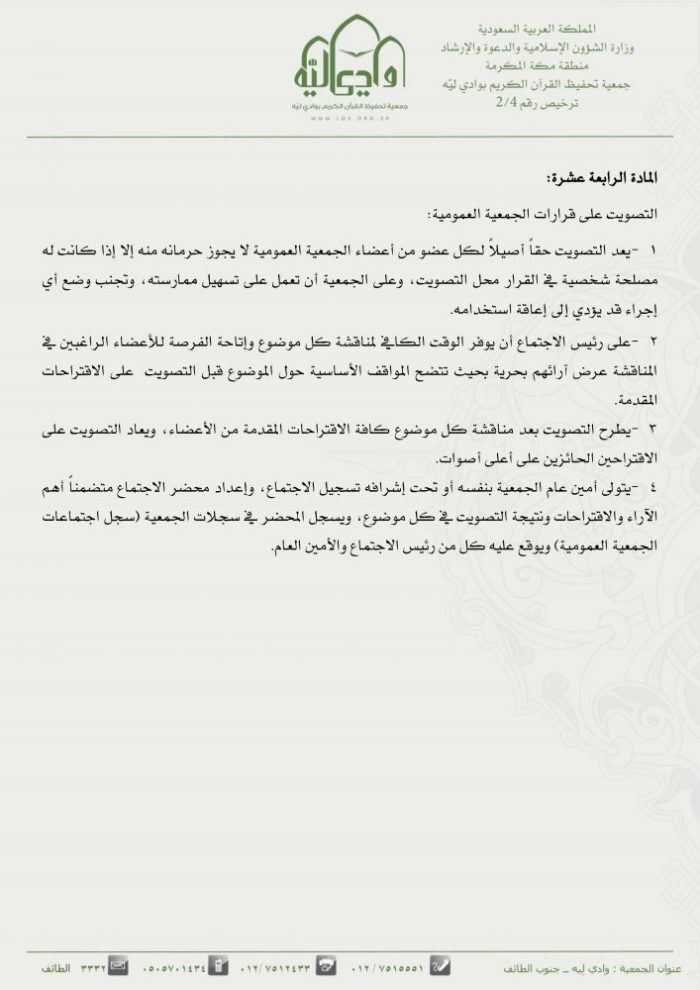 المملكة العربية السعودية
وزارة الشؤون الإسلامية والدعوة والإرشاد
منطقة مكة المكرمة
جمعية تحفيظ القرآن الكريم بوادي ليّه
ترخيص رقم 2/4
وادي ليّه
جمعية تحفيظ القرآن الكريم بوادي ليّه
www.lqs.org.sa
المادة الرابعة عشرة:
التصويت على قرارات الجمعية العمومية:
١ -يعد التصويت حقاً أصيلاً لكل عضو من أعضاء الجمعية العمومية لا يجوز حرمانه منه إلا إذا كانت له
مصلحة شخصية في القرار محل التصويت، وعلى الجمعية أن تعمل على تسهيل ممارسته، وتجنب وضع أي
إجراء قد يؤدي إلى إعاقة استخدامه.
٢ -على رئيس الاجتماع أن يوفر الوقت الكافي لمناقشة كل موضوع وإتاحة الفرصة للأعضاء الراغبين في
المناقشة عرض آرائهم بحرية بحيث تتضح المواقف الأساسية حول الموضوع قبل التصويت على الاقتراحات
المقدمة.
٣ -يطرح التصويت بعد مناقشة كل موضوع كافة الاقتراحات المقدمة من الأعضاء، ويعاد التصويت على
الاقتراحين الحائزين على أعلى أصوات.
٤ -يتولى أمين عام الجمعية بنفسه أو تحت إشرافه تسجيل الاجتماع، وإعداد محضر الاجتماع متضمناً أهم
الآراء والاقتراحات ونتيجة التصويت في كل موضوع، ويسجل المحضر في سجلات الجمعية (سجل اجتماعات
الجمعية العمومية) ويوقع عليه كل من رئيس الاجتماع والأمين العام.
عنوان الجمعية : وادي ليه ـ جنوب الطائف ٠١٢/٧٥١٥٥٥١ ٠١٢/٧٥١٢٤٣٣ ٠٥٠٥٧٠١٤٣٤ ٣٣٣٢ الطائف